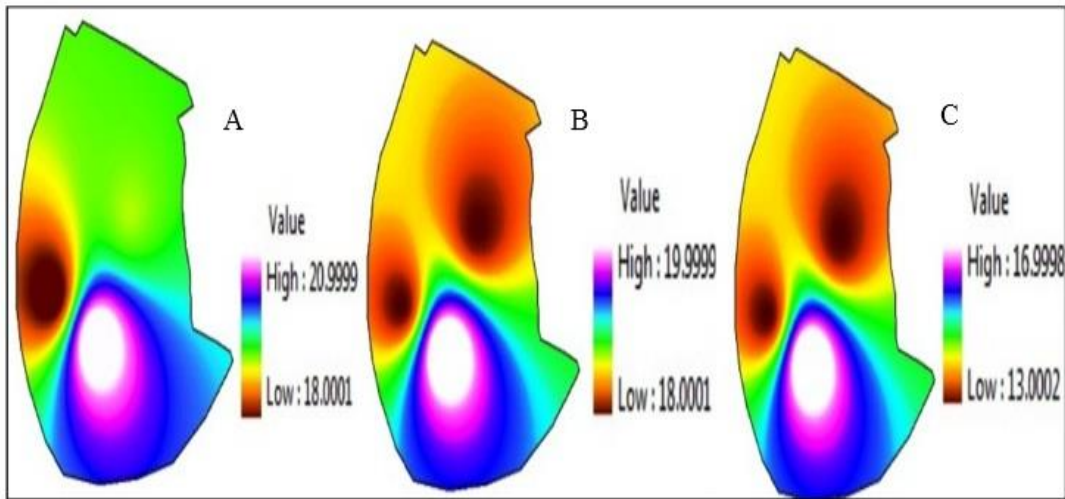 A
Value
High : 20.9999
Low : 18.0001
B
Value
High : 19.9999
Low : 18.0001
C
Value
High : 16.9998
Low : 13.0002